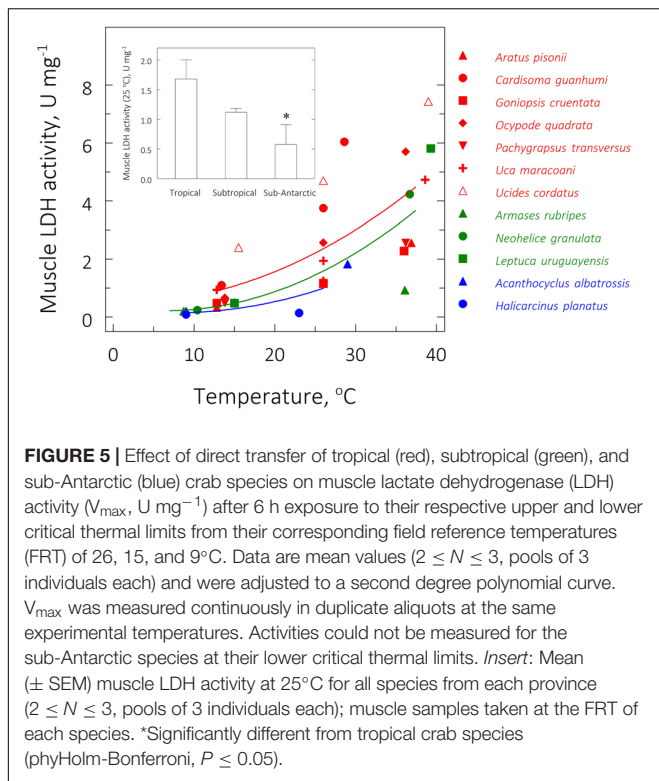 Muscle LDH activity, U mg⁻¹
8
6
4
2
0
0 10 20 30 40
Temperature, °C
Muscle LDH activity (25 °C), U mg⁻¹
2.0
1.5
1.0
0.5
0.0
*
Tropical Subtropical Sub-Antarctic
Aratus pisonii
Cardisoma guanhumi
Goniopsis cruentata
Ocypode quadrata
Pachygrapsus transversus
Uca maracoani
Ucides cordatus
Armases rubripes
Neohelice granulata
Leptuca uruguayensis
Acanthocyclus albatrossis
Halicarcinus planatus
FIGURE 5 | Effect of direct transfer of tropical (red), subtropical (green), and
sub-Antarctic (blue) crab species on muscle lactate dehydrogenase (LDH)
activity (Vmax, U mg⁻¹) after 6 h exposure to their respective upper and lower
critical thermal limits from their corresponding field reference temperatures
(FRT) of 26, 15, and 9°C. Data are mean values (2 ≤ N ≤ 3, pools of 3
individuals each) and were adjusted to a second degree polynomial curve.
Vmax was measured continuously in duplicate aliquots at the same
experimental temperatures. Activities could not be measured for the
sub-Antarctic species at their lower critical thermal limits. Insert: Mean
(± SEM) muscle LDH activity at 25°C for all species from each province
(2 ≤ N ≤ 3, pools of 3 individuals each); muscle samples taken at the FRT of
each species. *Significantly different from tropical crab species
(phyHolm-Bonferroni, P ≤ 0.05).